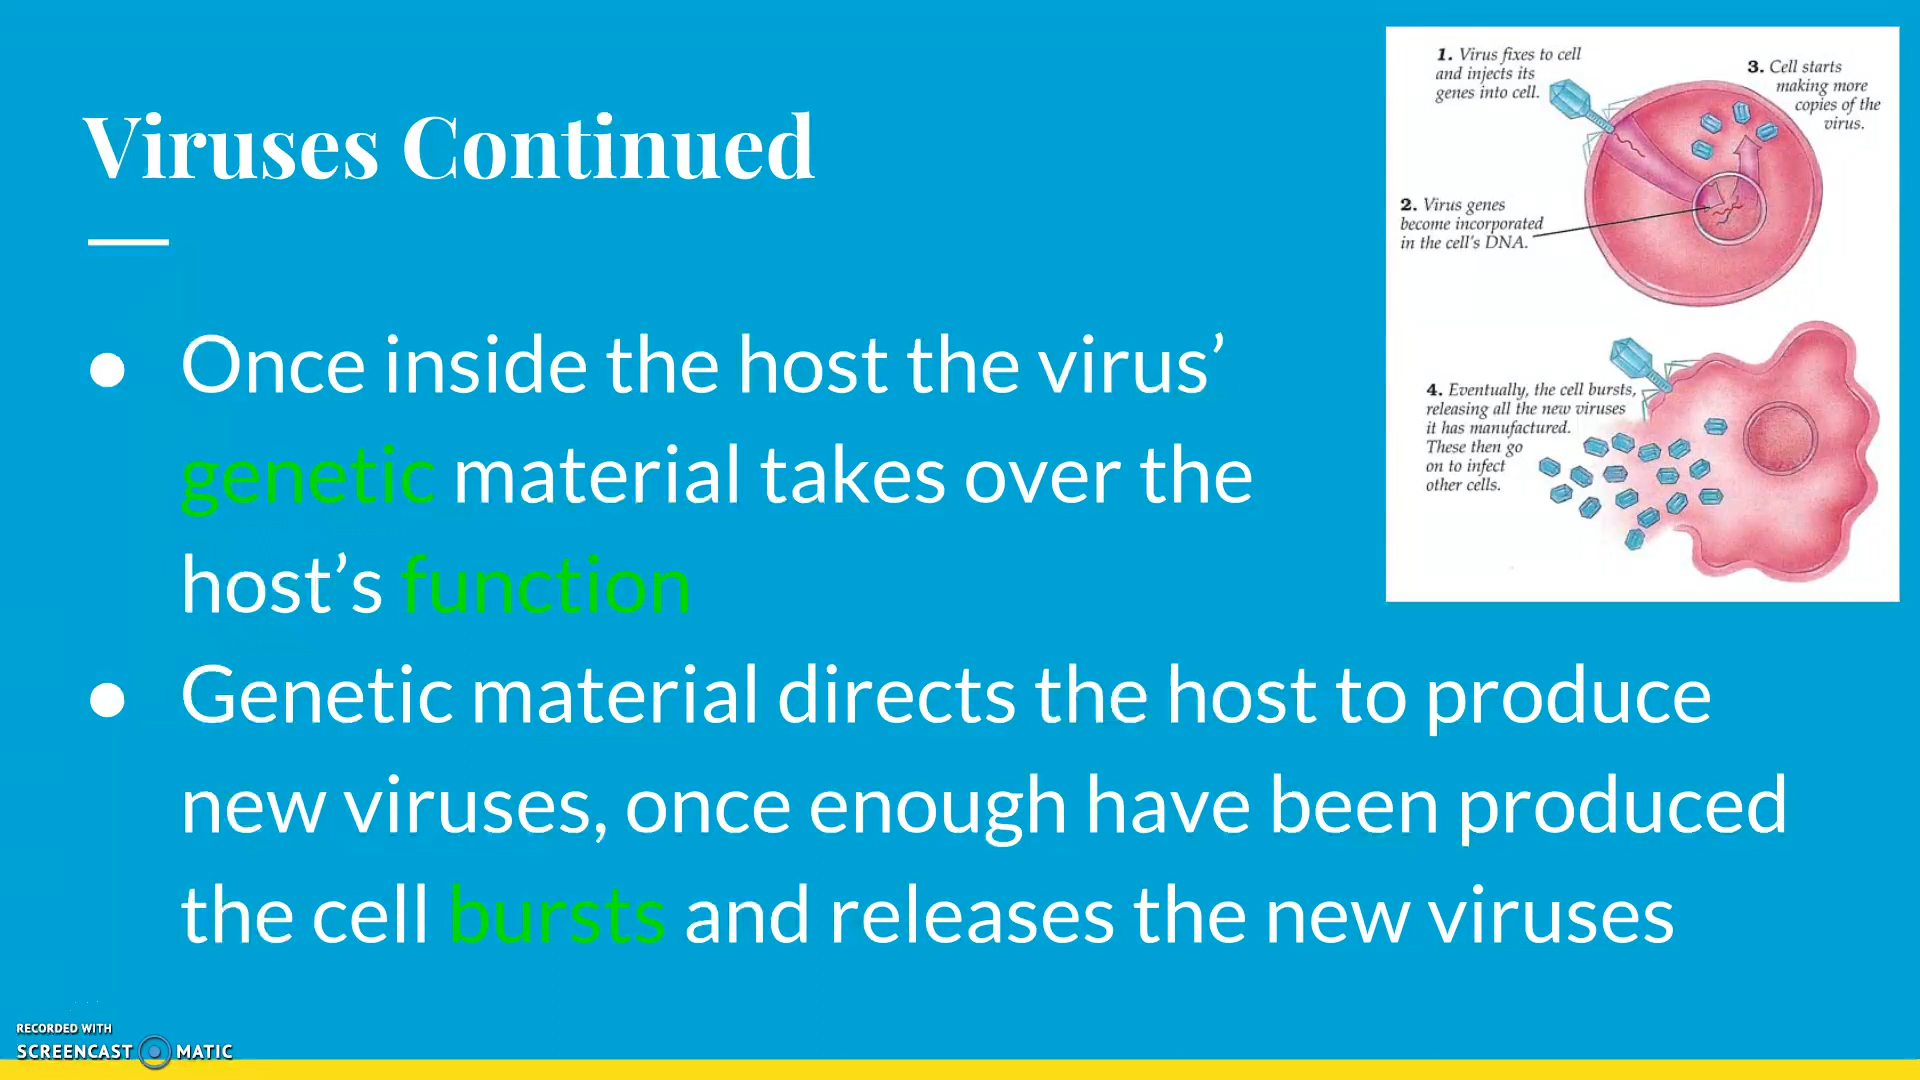 Viruses Continued
● Once inside the host the virus’
genetic material takes over the
host’s function
● Genetic material directs the host to produce
new viruses, once enough have been produced
the cell bursts and releases the new viruses
1. Virus fixes to cell
and injects its
genes into cell.
3. Cell starts
making more
copies of the
virus.
2. Virus genes
become incorporated
in the cell's DNA.
4. Eventually, the cell bursts,
releasing all the new viruses
it has manufactured.
These then go
on to infect
other cells.
RECORDED WITH
SCREENCAST MATIC